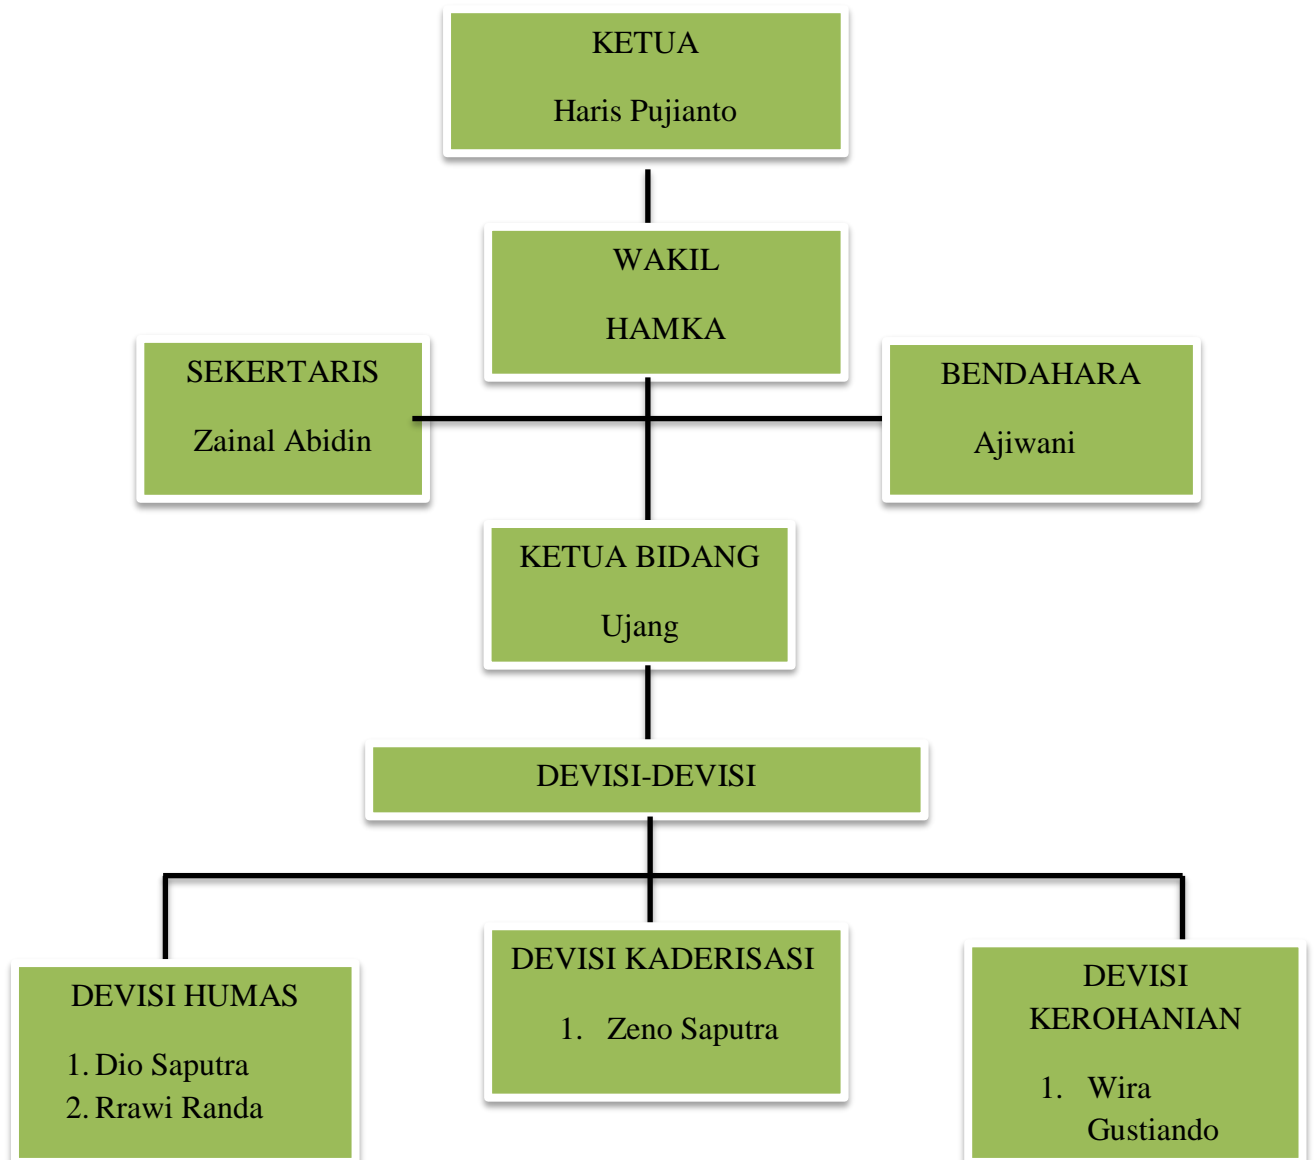 KETUA
Haris Pujianto
WAKIL
HAMKA
SEKERTARIS
Zainal Abidin
BENDAHARA
Ajiwani
KETUA BIDANG
Ujang
DEVISI-DEVISI
DEVISI HUMAS
1. Dio Saputra
2. Rrawi Randa
DEVISI KADERISASI
1. Zeno Saputra
DEVISI
KEROHANIAN
1. Wira
Gustiando